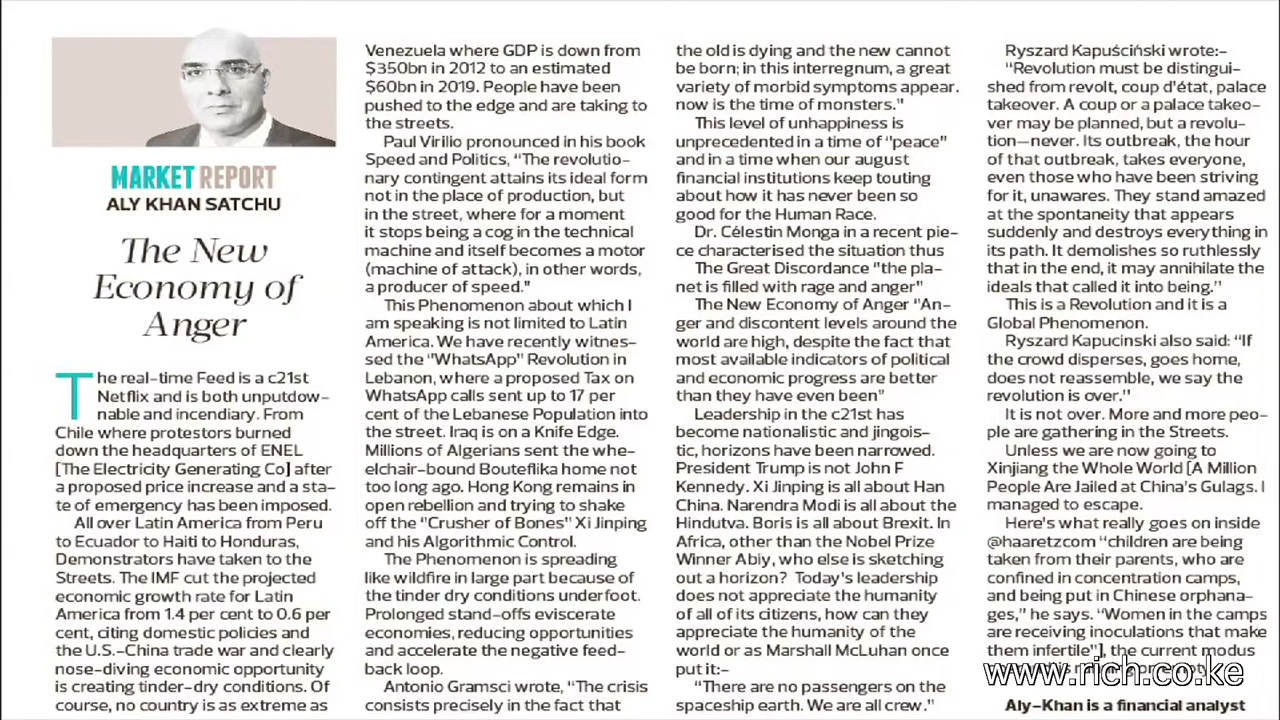 MARKET REPORT
ALY KHAN SATCHU
The New
Economy of
Anger
The real-time Feed is a c21st
Netflix and is both unputdow-
nable and incendiary. From
Chile where protestors burned
down the headquarters of ENEL
[The Electricity Generating Co] after
a proposed price increase and a sta-
te of emergency has been imposed.
All over Latin America from Peru
to Ecuador to Haiti to Honduras,
Demonstrators have taken to the
Streets. The IMF cut the projected
economic growth rate for Latin
America from 1.4 per cent to 0.6 per
cent, citing domestic policies and
the U.S.-China trade war and clearly
nose-diving economic opportunity
is creating tinder-dry conditions. Of
course, no country is as extreme as
Venezuela where GDP is down from
$350bn in 2012 to an estimated
$60bn in 2019. People have been
pushed to the edge and are taking to
the streets.
Paul Virilio pronounced in his book
Speed and Politics, "The revolutio-
nary contingent attains its ideal form
not in the place of production, but
in the street, where for a moment
it stops being a cog in the technical
machine and itself becomes a motor
(machine of attack), in other words,
a producer of speed."
This Phenomenon about which I
am speaking is not limited to Latin
America. We have recently witnes-
sed the "WhatsApp" Revolution in
Lebanon, where a proposed Tax on
WhatsApp calls sent up to 17 per
cent of the Lebanese Population into
the street. Iraq is on a Knife Edge.
Millions of Algerians sent the whe-
elchair-bound Bouteflika home not
too long ago. Hong Kong remains in
open rebellion and trying to shake
off the "Crusher of Bones" Xi Jinping
and his Algorithmic Control.
The Phenomenon is spreading
like wildfire in large part because of
the tinder dry conditions underfoot.
Prolonged stand-offs eviscerate
economies, reducing opportunities
and accelerate the negative feed-
back loop.
Antonio Gramsci wrote, "The crisis
consists precisely in the fact that
the old is dying and the new cannot
be born; in this interregnum, a great
variety of morbid symptoms appear.
now is the time of monsters."
This level of unhappiness is
unprecedented in a time of "peace"
and in a time when our august
financial institutions keep touting
about how it has never been so
good for the Human Race.
Dr. Célestin Monga in a recent pie-
ce characterised the situation thus
The Great Discordance "the pla-
net is filled with rage and anger"
The New Economy of Anger "An-
ger and discontent levels around the
world are high, despite the fact that
most available indicators of political
and economic progress are better
than they have even been"
Leadership in the c21st has
become nationalistic and jingois-
tic, horizons have been narrowed.
President Trump is not John F
Kennedy. Xi Jinping is all about Han
China. Narendra Modi is all about the
Hindutva. Boris is all about Brexit. In
Africa, other than the Nobel Prize
Winner Abiy, who else is sketching
out a horizon? Today's leadership
does not appreciate the humanity
of all of its citizens, how can they
appreciate the humanity of the
world or as Marshall McLuhan once
put it:-
"There are no passengers on the
spaceship earth. We are all crew."
Ryszard Kapuściński wrote:-
"Revolution must be distingui-
shed from revolt, coup d'état, palace
takeover. A coup or a palace takeo-
ver may be planned, but a revolu-
tion—never. Its outbreak, the hour
of that outbreak, takes everyone,
even those who have been striving
for it, unawares. They stand amazed
at the spontaneity that appears
suddenly and destroys everything in
its path. It demolishes so ruthlessly
that in the end, it may annihilate the
ideals that called it into being."
This is a Revolution and it is a
Global Phenomenon.
Ryszard Kapucinski also said: "If
the crowd disperses, goes home,
does not reassemble, we say the
revolution is over."
It is not over. More and more peo-
ple are gathering in the Streets.
Unless we are now going to
Xinjiang the Whole World [A Million
People Are Jailed at China's Gulags. I
managed to escape.
Here's what really goes on inside
@haaretzcom "children are being
taken from their parents, who are
confined in concentration camps,
and being put in Chinese orphana-
ges," he says. "Women in the camps
are receiving inoculations that make
them infertile"], the current modus
www.rich.co.ke
Aly-Khan is a financial analyst